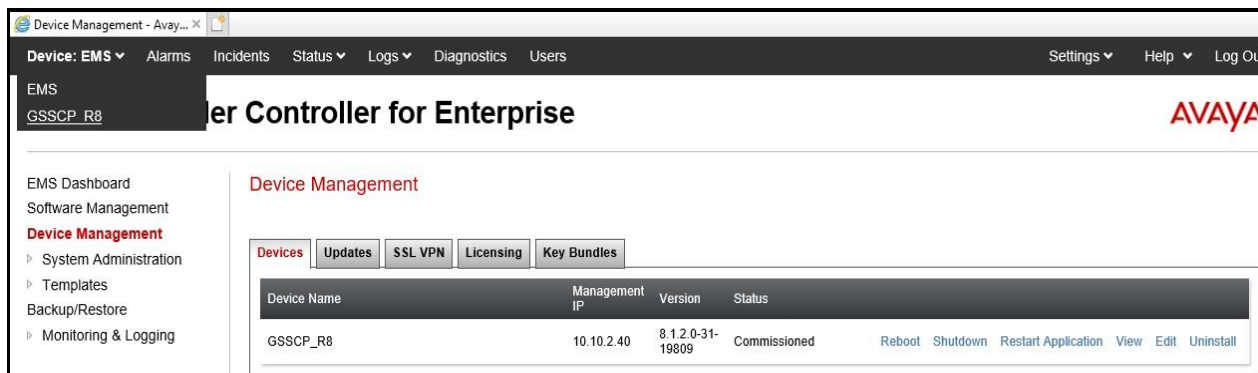 Device Management - Avay...
Device: EMS Alarms Incidents Status Logs Diagnostics Users Settings Help Log Ou
EMS
GSSCP_R8
er Controller for Enterprise
AVAYA
EMS Dashboard
Software Management
Device Management
System Administration
Templates
Backup/Restore
Monitoring & Logging
Device Management
Devices Updates SSL VPN Licensing Key Bundles
Device Name Management IP Version Status
GSSCP_R8 10.10.2.40 8.1.2.0-31-19809 Commissioned Reboot Shutdown Restart Application View Edit Uninstall